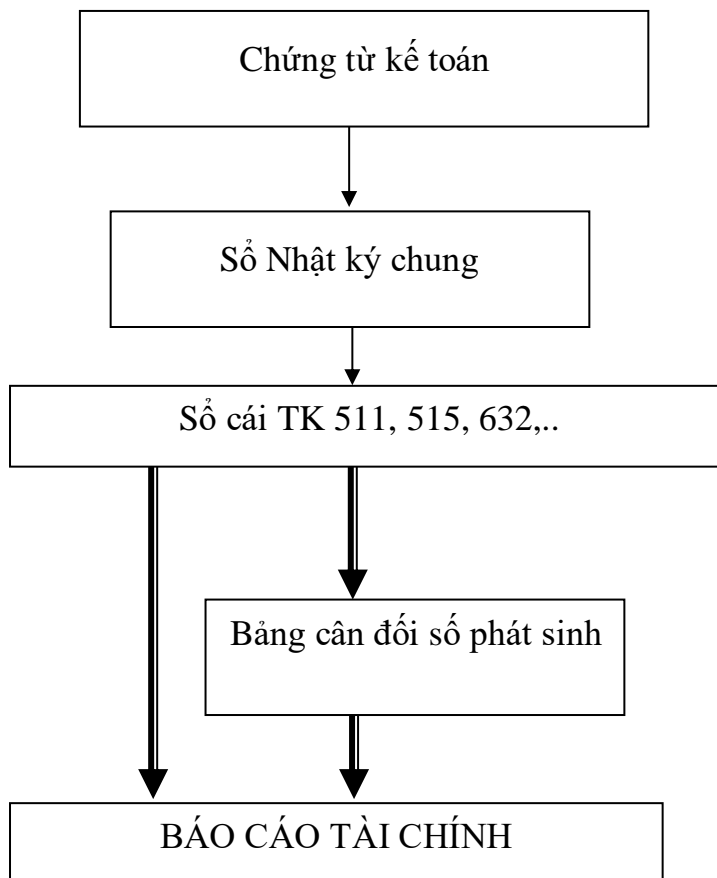 Chứng từ kế toán
Sổ Nhật ký chung
Sổ cái TK 511, 515, 632,..
Bảng cân đối số phát sinh
BÁO CÁO TÀI CHÍNH